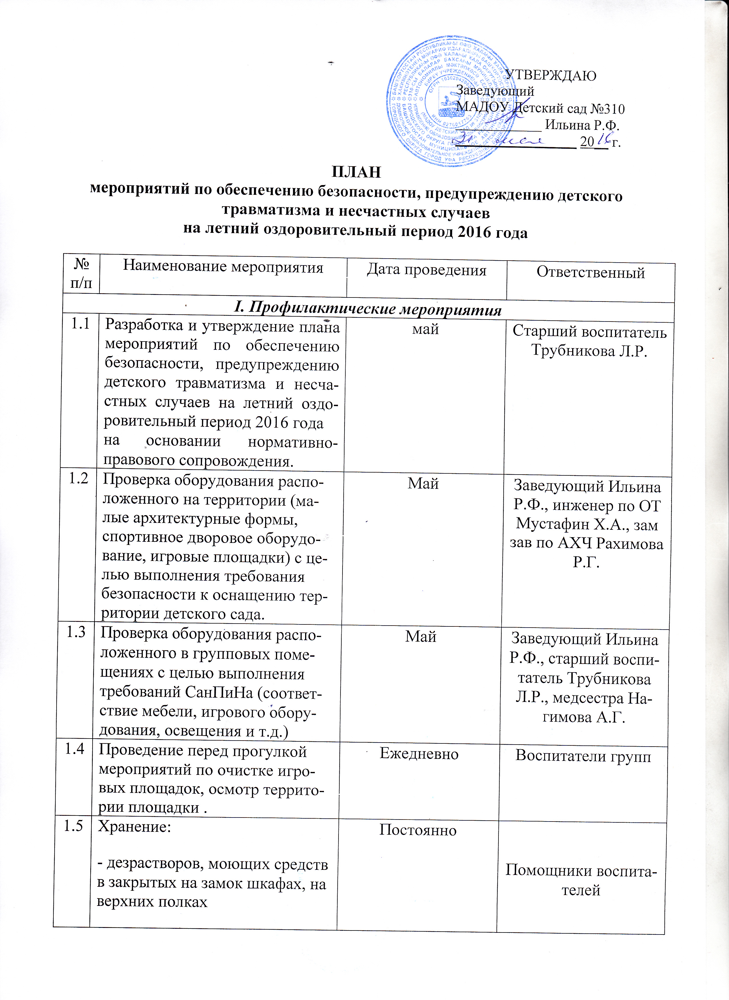 УТВЕРЖДАЮ
Заведующий
МАДОУ Детский сад №310
Ильина Р.Ф.
31 мая 2016 г.
ПЛАН
мероприятий по обеспечению безопасности, предупреждению детского
травматизма и несчастных случаев
на летний оздоровительный период 2016 года
№
п/п
Наименование мероприятия
Дата проведения
Ответственный
I. Профилактические мероприятия
1.1
Разработка и утверждение плана
мероприятий по обеспечению
безопасности, предупреждению
детского травматизма и несча-
стных случаев на летний оздо-
ровительный период 2016 года
на основании нормативно-
правового сопровождения.
май
Старший воспитатель
Трубникова Л.Р.
1.2
Проверка оборудования распо-
ложенного на территории (ма-
лые архитектурные формы,
спортивное дворовое оборудо-
вание, игровые площадки) с це-
лью выполнения требования
безопасности к оснащению тер-
ритории детского сада.
Май
Заведующий Ильина
Р.Ф., инженер по ОТ
Мустафин Х.А., зам
зав по АХЧ Рахимова
Р.Г.
1.3
Проверка оборудования распо-
ложенного в групповых поме-
щениях с целью выполнения
требований СанПиНа (соответ-
ствие мебели, игрового обору-
дования, освещения и т.д.)
Май
Заведующий Ильина
Р.Ф., старший воспи-
татель Трубникова
Л.Р., медсестра На-
гимова А.Г.
1.4
Проведение перед прогулкой
мероприятий по очистке игро-
вых площадок, осмотр террито-
рии площадки .
Ежедневно
Воспитатели групп
1.5
Хранение:
- дезрастворов, моющих средств
в закрытых на замок шкафах, на
верхних полках
Постоянно
Помощники воспита-
телей